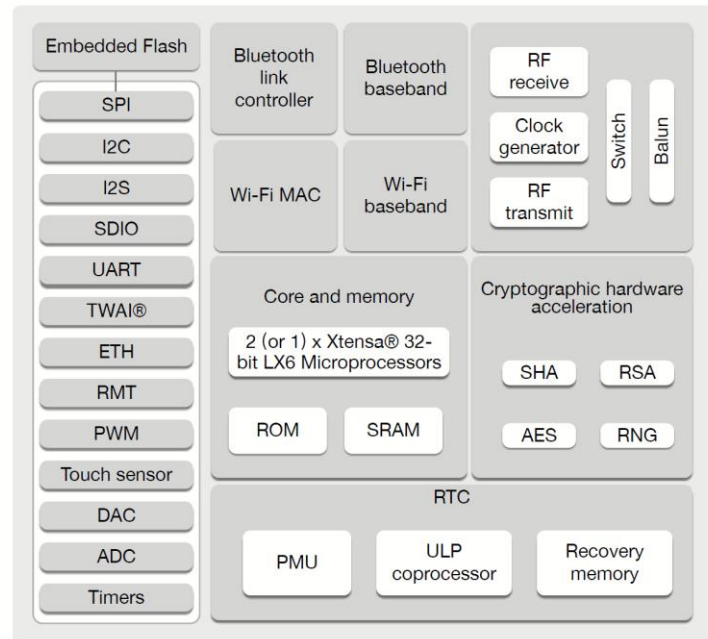 Embedded Flash
SPI
I2C
I2S
SDIO
UART
TWAI®
ETH
RMT
PWM
Touch sensor
DAC
ADC
Timers
Bluetooth
link
controller
Bluetooth
baseband
Wi-Fi MAC
Wi-Fi
baseband
RF
receive
Clock
generator
RF
transmit
Switch
Balun
Core and memory
2 (or 1) x Xtensa® 32-
bit LX6 Microprocessors
ROM
SRAM
Cryptographic hardware
acceleration
SHA
RSA
AES
RNG
RTC
PMU
ULP
coprocessor
Recovery
memory